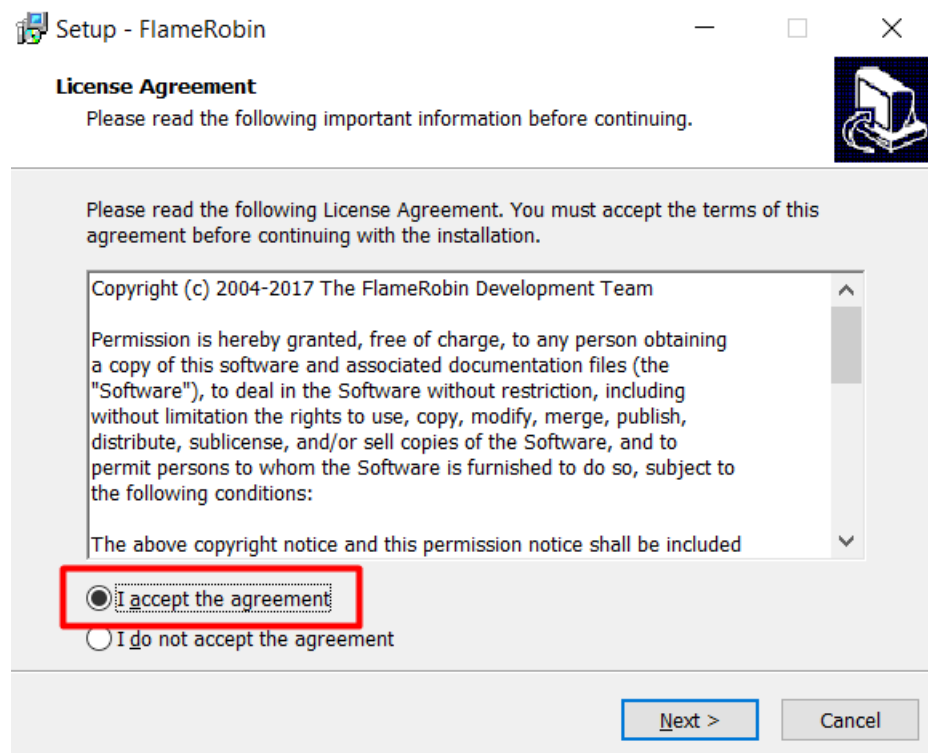 Setup - FlameRobin
License Agreement
Please read the following important information before continuing.
Please read the following License Agreement. You must accept the terms of this
agreement before continuing with the installation.
Copyright (c) 2004-2017 The FlameRobin Development Team
Permission is hereby granted, free of charge, to any person obtaining
a copy of this software and associated documentation files (the
"Software"), to deal in the Software without restriction, including
without limitation the rights to use, copy, modify, merge, publish,
distribute, sublicense, and/or sell copies of the Software, and to
permit persons to whom the Software is furnished to do so, subject to
the following conditions:
The above copyright notice and this permission notice shall be included
I accept the agreement
I do not accept the agreement
Next >
Cancel